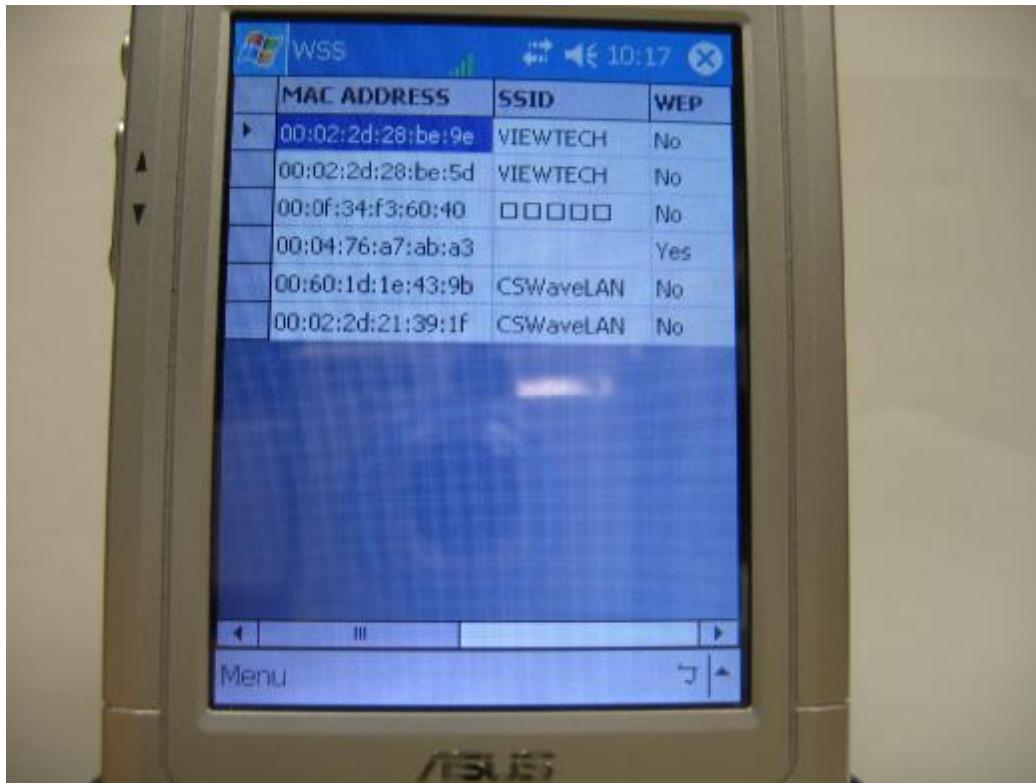 WSS 10:17
MAC ADDRESS SSID WEP
00:02:2d:28:be:9e VIEWTECH No
00:02:2d:28:be:5d VIEWTECH No
00:0f:34:f3:60:40 □□□□□ No
00:04:76:a7:ab:a3 Yes
00:60:1d:1e:43:9b CSWaveLAN No
00:02:2d:21:39:1f CSWaveLAN No
Menu
ASUS